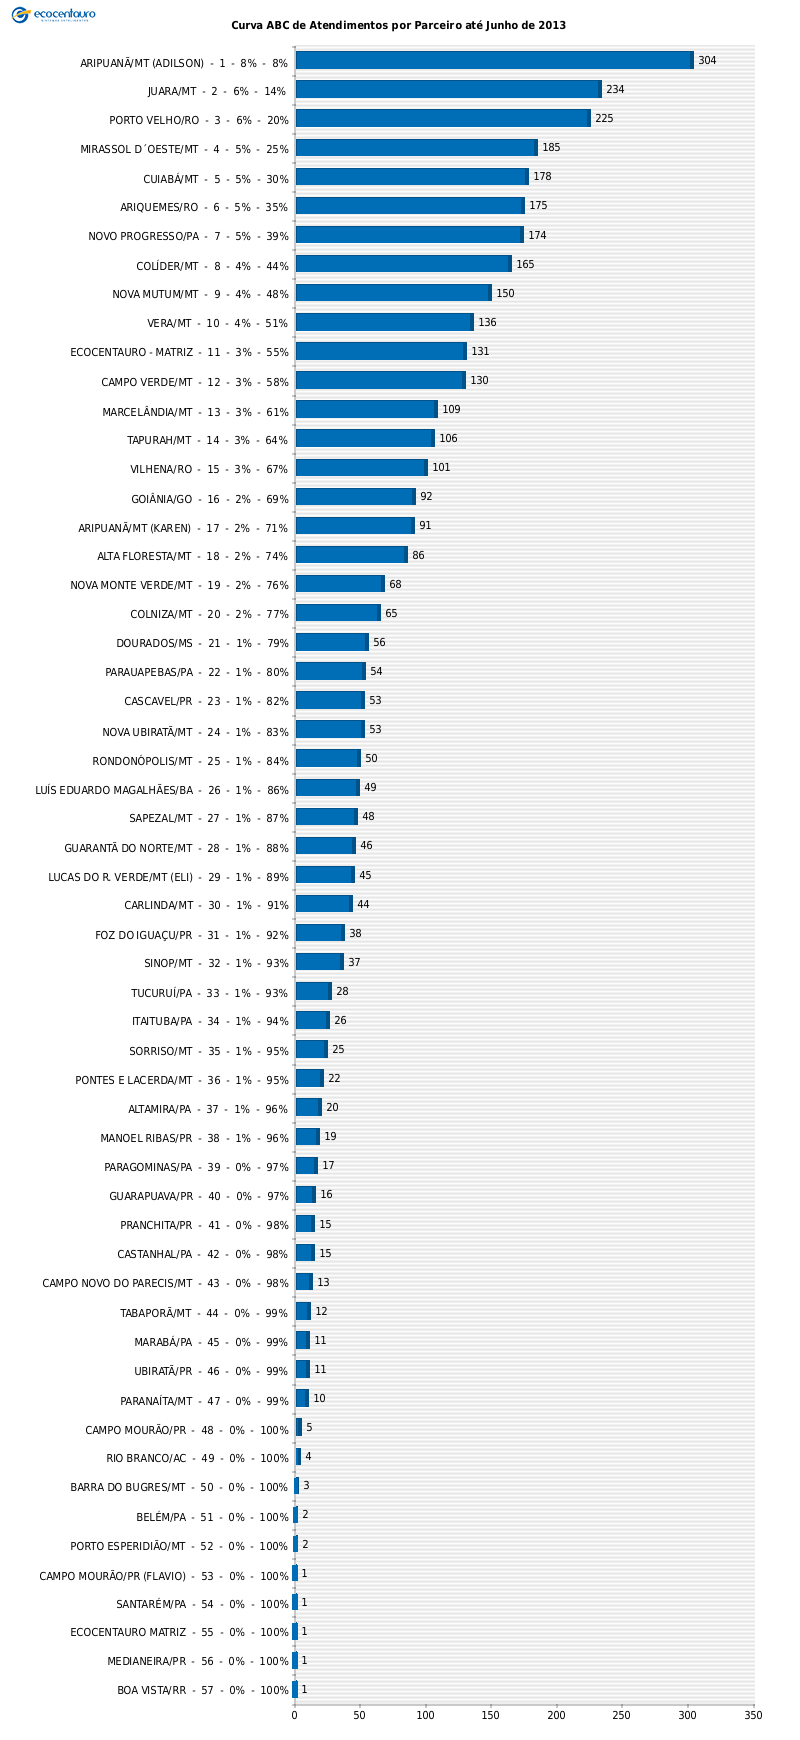 ecocentauro
Curva ABC de Atendimentos por Parceiro até Junho de 2013
ARIPUANÃ/MT (ADILSON) - 1 - 8% - 8% 304
JUARA/MT - 2 - 6% - 14% 234
PORTO VELHO/RO - 3 - 6% - 20% 225
MIRASSOL D´OESTE/MT - 4 - 5% - 25% 185
CUIABÁ/MT - 5 - 5% - 30% 178
ARIQUEMES/RO - 6 - 5% - 35% 175
NOVO PROGRESSO/PA - 7 - 5% - 39% 174
COLÍDER/MT - 8 - 4% - 44% 165
NOVA MUTUM/MT - 9 - 4% - 48% 150
VERA/MT - 10 - 4% - 51% 136
ECOCENTAURO - MATRIZ - 11 - 3% - 55% 131
CAMPO VERDE/MT - 12 - 3% - 58% 130
MARCELÂNDIA/MT - 13 - 3% - 61% 109
TAPURAH/MT - 14 - 3% - 64% 106
VILHENA/RO - 15 - 3% - 67% 101
GOIÂNIA/GO - 16 - 2% - 69% 92
ARIPUANÃ/MT (KAREN) - 17 - 2% - 71% 91
ALTA FLORESTA/MT - 18 - 2% - 74% 86
NOVA MONTE VERDE/MT - 19 - 2% - 76% 68
COLNIZA/MT - 20 - 2% - 77% 65
DOURADOS/MS - 21 - 1% - 79% 56
PARAUAPEBAS/PA - 22 - 1% - 80% 54
CASCAVEL/PR - 23 - 1% - 82% 53
NOVA UBIRATÃ/MT - 24 - 1% - 83% 53
RONDONÓPOLIS/MT - 25 - 1% - 84% 50
LUÍS EDUARDO MAGALHÃES/BA - 26 - 1% - 86% 49
SAPEZAL/MT - 27 - 1% - 87% 48
GUARANTÃ DO NORTE/MT - 28 - 1% - 88% 46
LUCAS DO R. VERDE/MT (ELI) - 29 - 1% - 89% 45
CARLINDA/MT - 30 - 1% - 91% 44
FOZ DO IGUAÇU/PR - 31 - 1% - 92% 38
SINOP/MT - 32 - 1% - 93% 37
TUCURUÍ/PA - 33 - 1% - 93% 28
ITAITUBA/PA - 34 - 1% - 94% 26
SORRISO/MT - 35 - 1% - 95% 25
PONTES E LACERDA/MT - 36 - 1% - 95% 22
ALTAMIRA/PA - 37 - 1% - 96% 20
MANOEL RIBAS/PR - 38 - 1% - 96% 19
PARAGOMINAS/PA - 39 - 0% - 97% 17
GUARAPUAVA/PR - 40 - 0% - 97% 16
PRANCHITA/PR - 41 - 0% - 98% 15
CASTANHAL/PA - 42 - 0% - 98% 15
CAMPO NOVO DO PARECIS/MT - 43 - 0% - 98% 13
TABAPORÃ/MT - 44 - 0% - 99% 12
MARABÁ/PA - 45 - 0% - 99% 11
UBIRATÃ/PR - 46 - 0% - 99% 11
PARANAÍTA/MT - 47 - 0% - 99% 10
CAMPO MOURÃO/PR - 48 - 0% - 100% 5
RIO BRANCO/AC - 49 - 0% - 100% 4
BARRA DO BUGRES/MT - 50 - 0% - 100% 3
BELÉM/PA - 51 - 0% - 100% 2
PORTO ESPERIDIÃO/MT - 52 - 0% - 100% 2
CAMPO MOURÃO/PR (FLAVIO) - 53 - 0% - 100% 1
SANTARÉM/PA - 54 - 0% - 100% 1
ECOCENTAURO MATRIZ - 55 - 0% - 100% 1
MEDIANEIRA/PR - 56 - 0% - 100% 1
BOA VISTA/RR - 57 - 0% - 100% 1
0 50 100 150 200 250 300 350